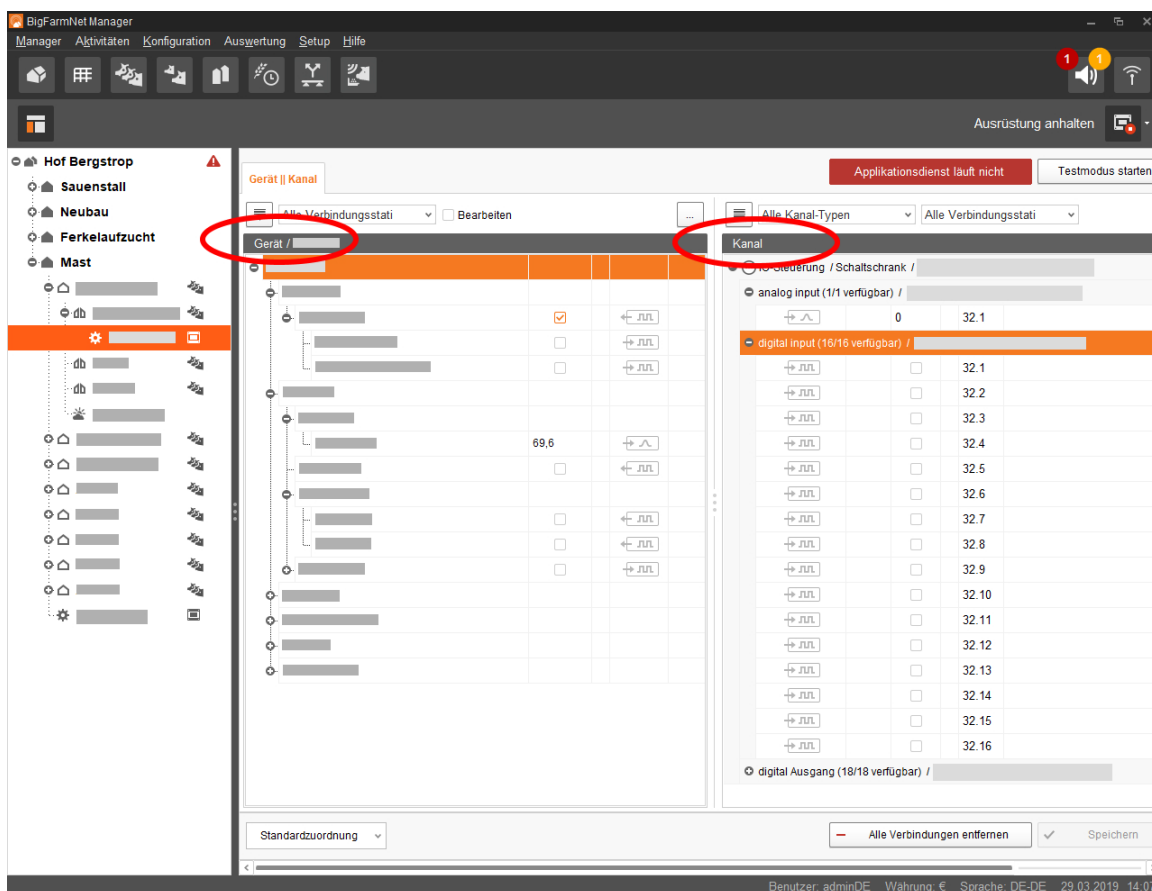 BigFarmNet Manager
Manager Aktivitäten Konfiguration Auswertung Setup Hilfe
1 1
Ausrüstung anhalten
Hof Bergstrop
Sauenstall
Neubau
Ferkelaufzucht
Mast
Gerät || Kanal
Applikationsdienst läuft nicht
Testmodus starten
Alle Verbindungsstati
Bearbeiten
...
Gerät /
69,6
Alle Kanal-Typen
Alle Verbindungsstati
Kanal
IO-Steuerung / Schaltschrank /
analog input (1/1 verfügbar) /
0 32.1
digital input (16/16 verfügbar) /
32.1
32.2
32.3
32.4
32.5
32.6
32.7
32.8
32.9
32.10
32.11
32.12
32.13
32.14
32.15
32.16
digital Ausgang (18/18 verfügbar) /
Standardzuordnung
Alle Verbindungen entfernen
Speichern
Benutzer: adminDE Währung: € Sprache: DE-DE 29.03.2019